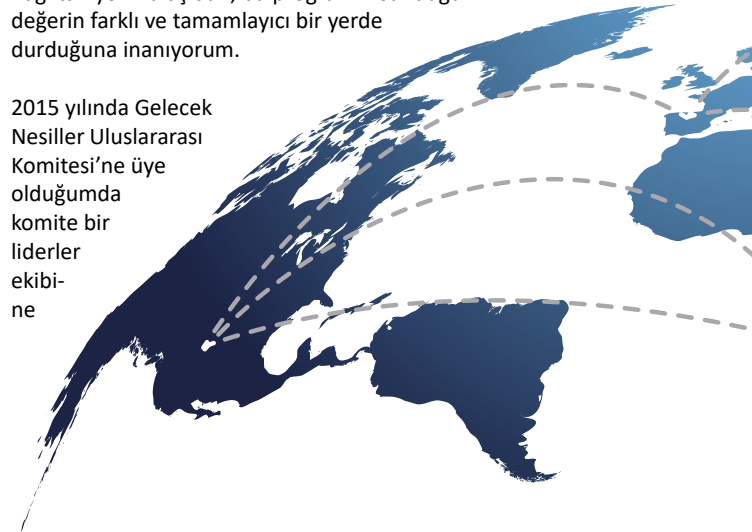 değerin farklı ve tamamlayıcı bir yerde
durduğuna inanıyorum.
2015 yılında Gelecek
Nesiller Uluslararası
Komitesi’ne üye
olduğumda
komite bir
liderler
ekibi-
ne